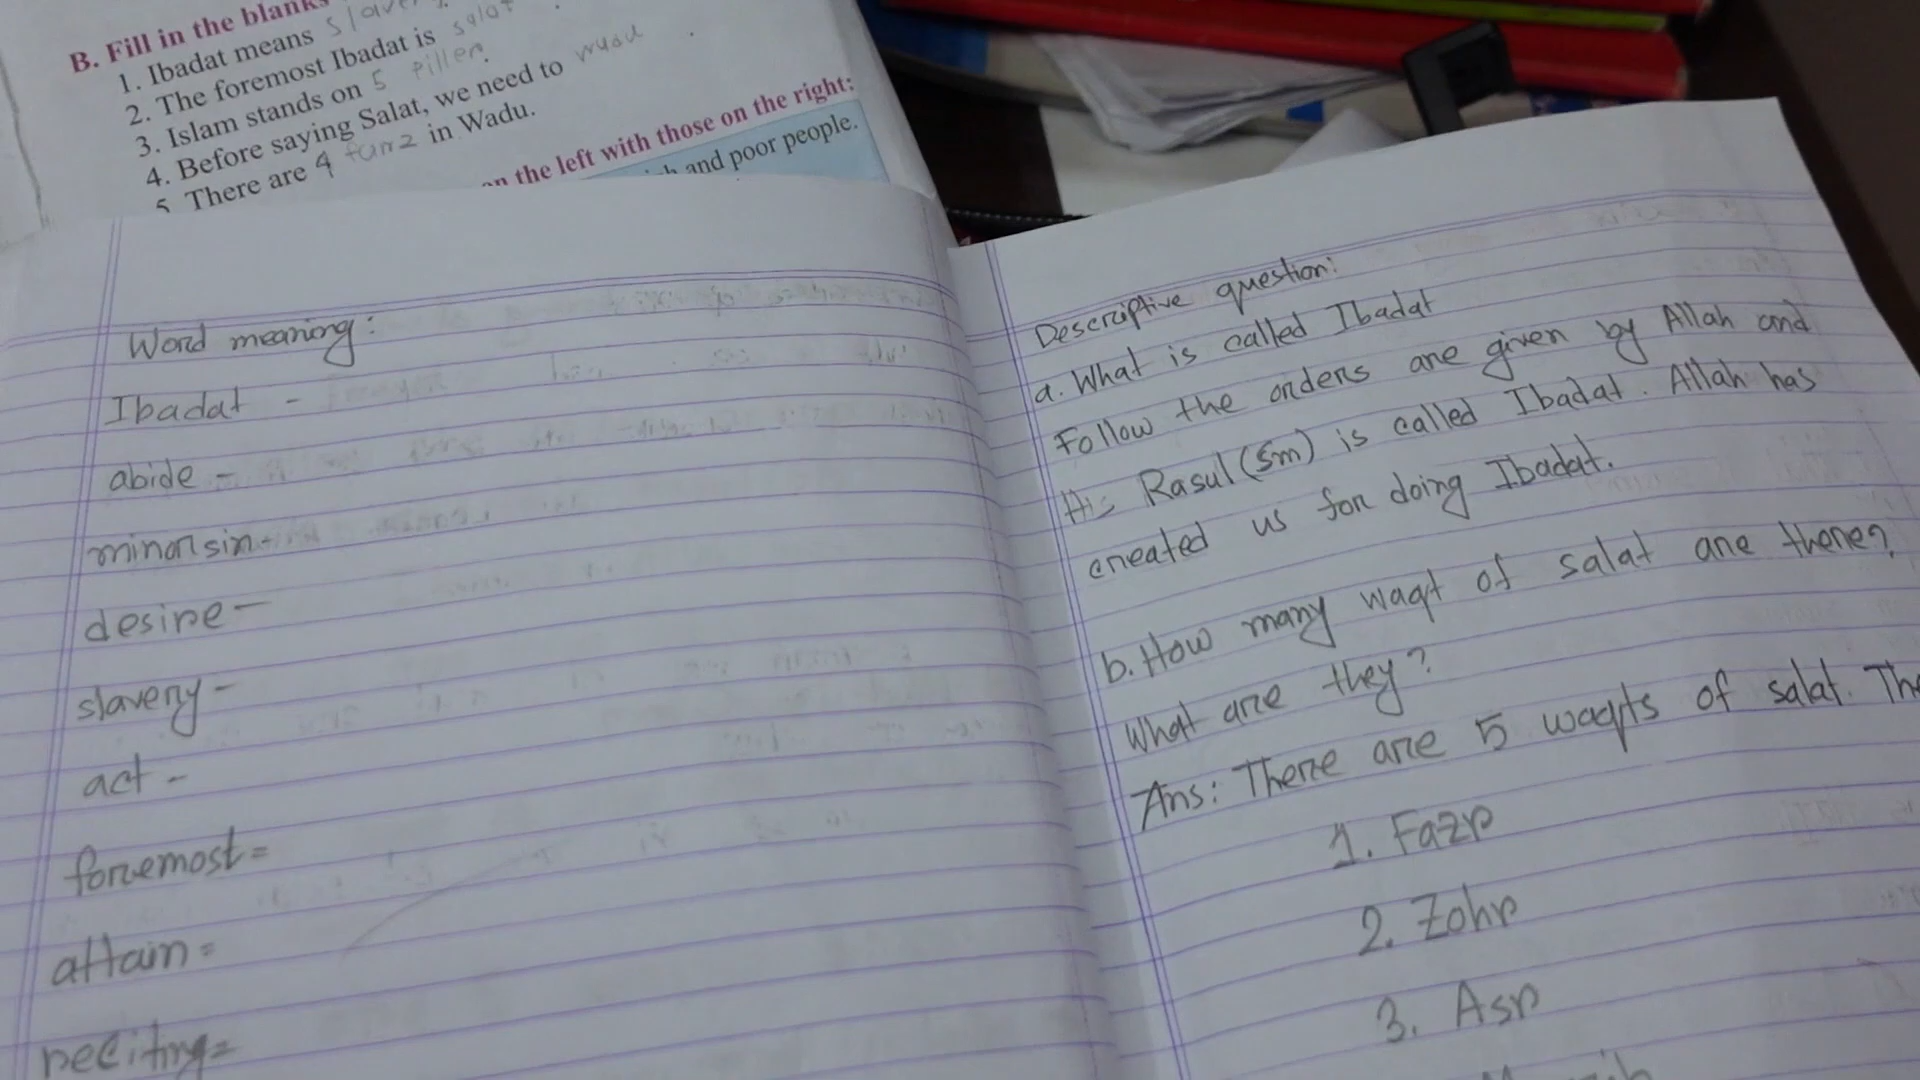 B. Fill in the blanks
1. Ibadat means
2. The foremost Ibadat is salat .
3. Islam stands on 5 Piller.
4. Before saying Salat, we need to wudu .
5 There are 4 farz in Wadu.
on the left with those on the right:
and poor people.
Word meaning:
Ibadat -
abide -
minor sin -
desire -
slavery -
act -
foremost =
attain =
reciting =
Descriptive question:
a. What is called Ibadat
Follow the orders are given by Allah and
His Rasul (Sm) is called Ibadat. Allah has
created us for doing Ibadat.
b. How many waqt of salat are there?
What are they?
Ans: There are 5 waqts of salat. The
1. Fazr
2. Zohr
3. Asr